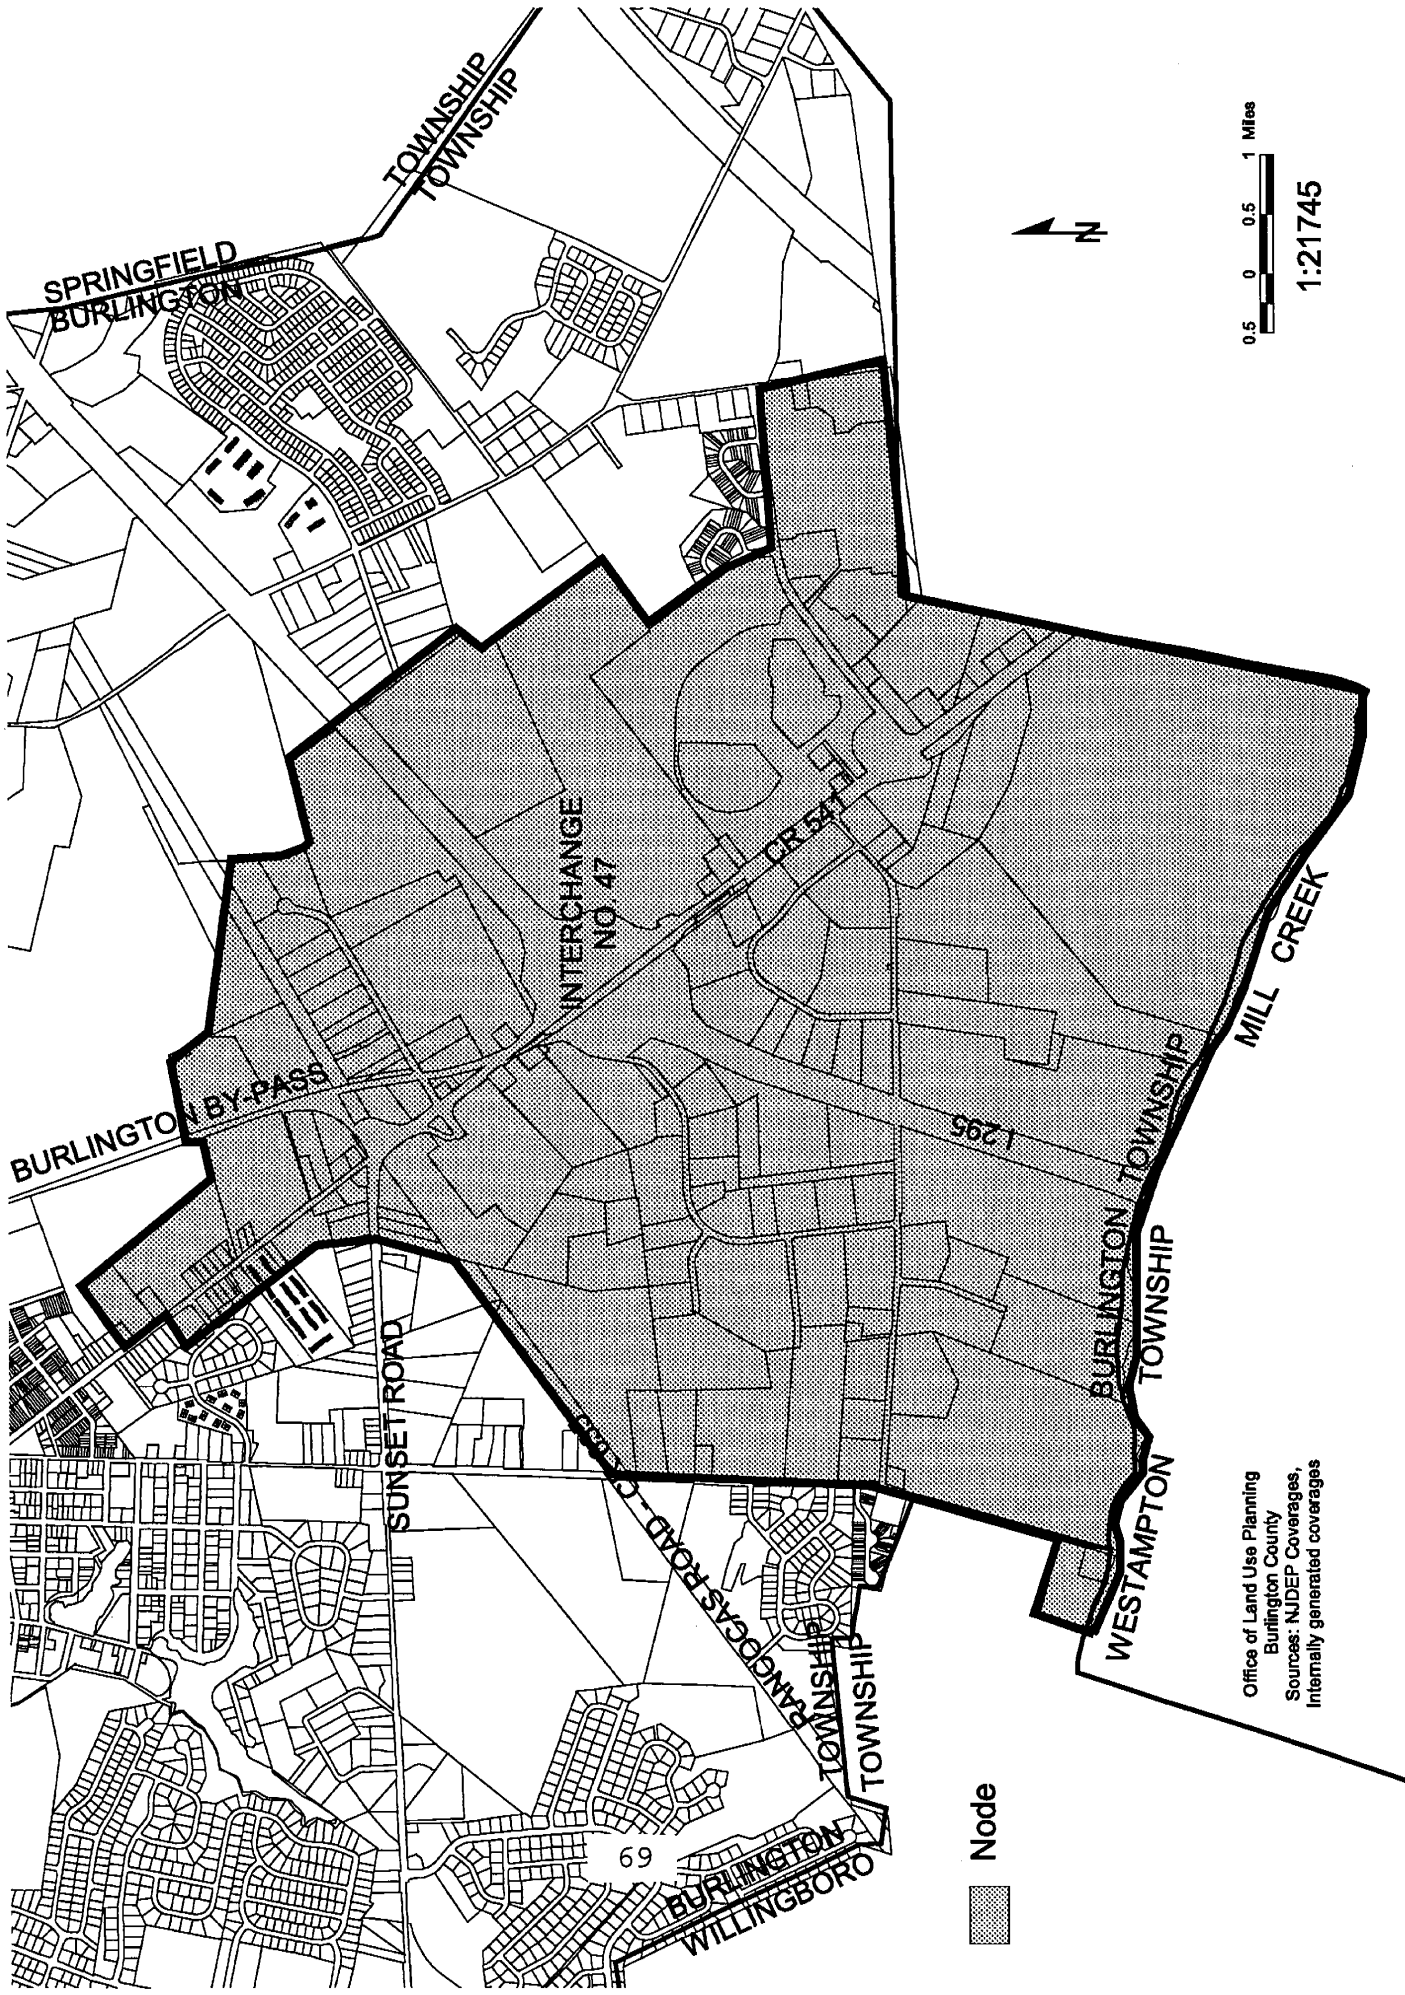 SPRINGFIELD
BURLINGTON
TOWNSHIP
TOWNSHIP
BURLINGTON BY-PASS
INTERCHANGE
NO 47
CR 541
I-295
SUNSET ROAD
RANCOCAS ROAD - CR 635
TOWNSHIP
TOWNSHIP
BURLINGTON
WILLINGBORO
BURLINGTON TOWNSHIP
WESTAMPTON TOWNSHIP
MILL CREEK
N
0.5 0 0.5 1 Miles
1:21745
Node
Office of Land Use Planning
Burlington County
Sources: NJDEP Coverages,
Internally generated coverages
69